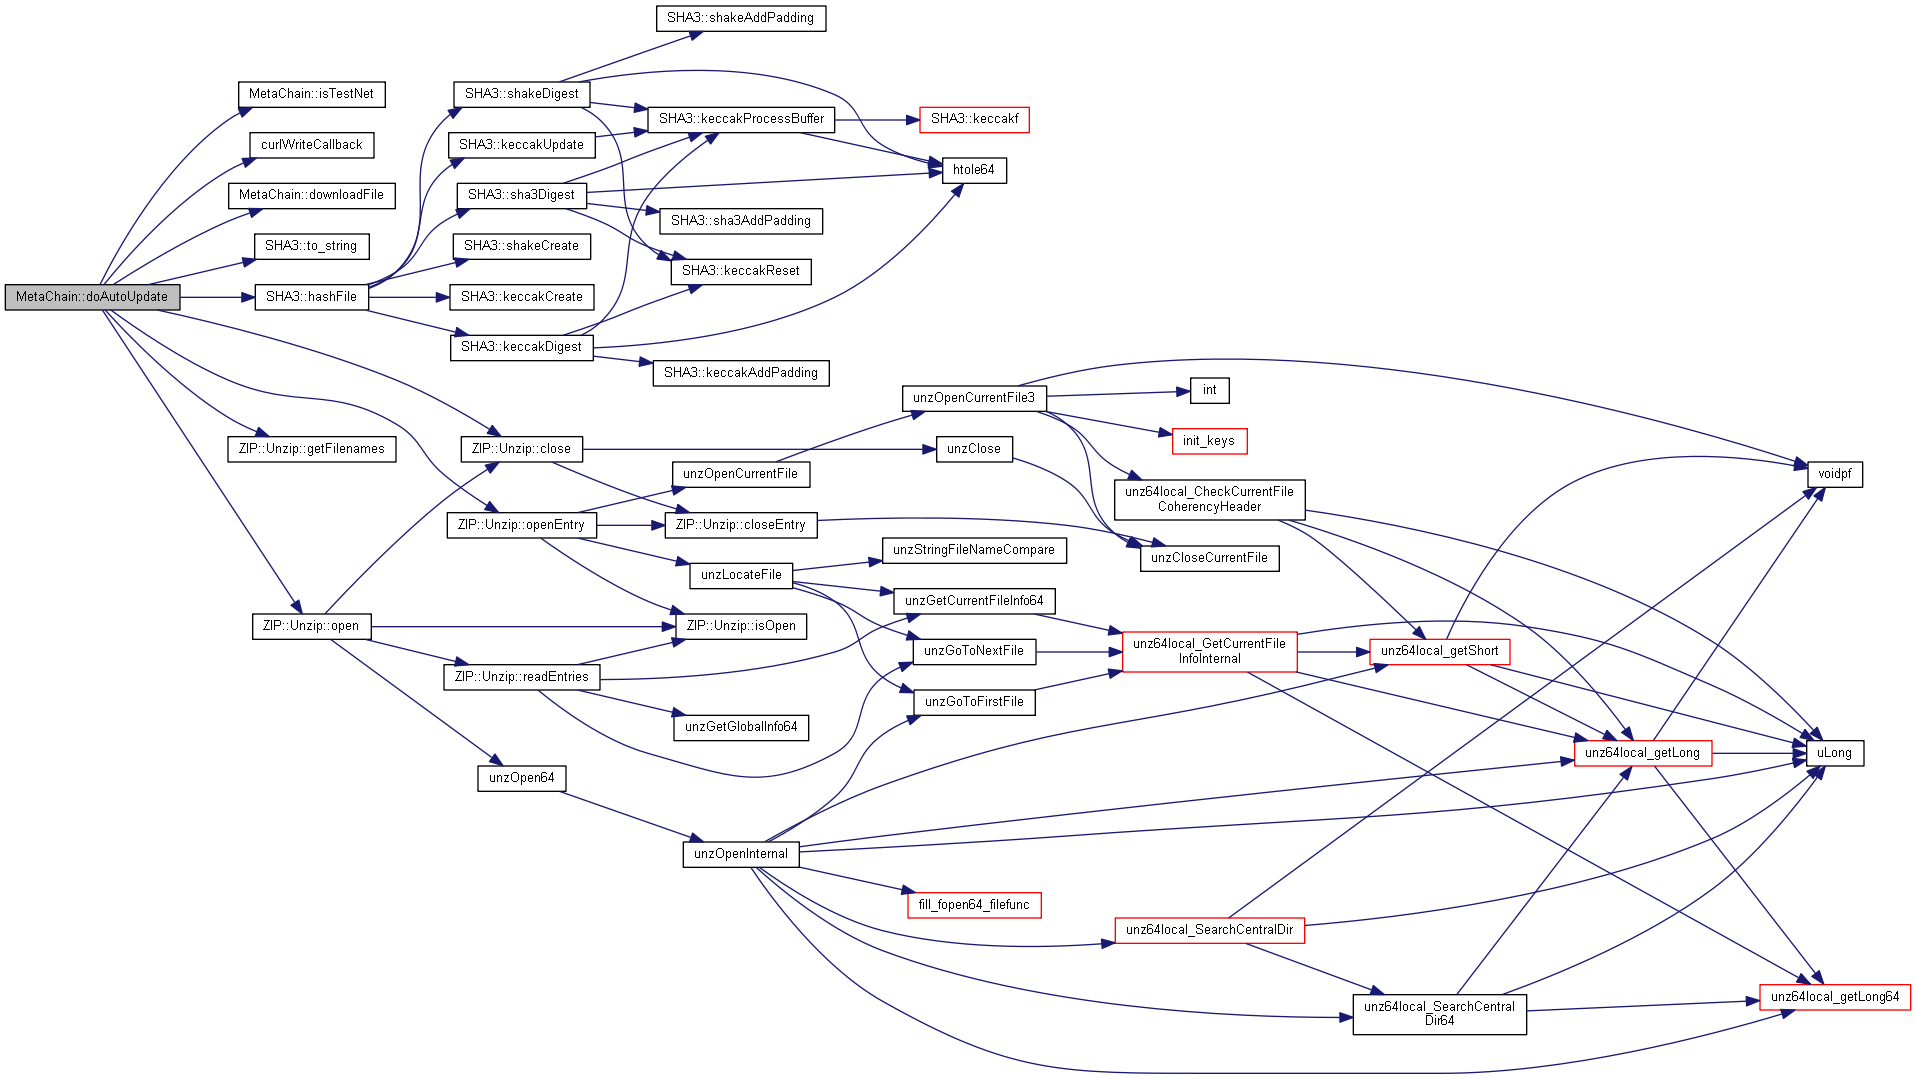 SHA3::shakeAddPadding
MetaChain::isTestNet
SHA3::shakeDigest
SHA3::keccakProcessBuffer
SHA3::keccakf
curlWriteCallback
SHA3::keccakUpdate
htole64
MetaChain::downloadFile
SHA3::sha3Digest
SHA3::sha3AddPadding
SHA3::to_string
SHA3::shakeCreate
SHA3::keccakReset
MetaChain::doAutoUpdate
SHA3::hashFile
SHA3::keccakCreate
SHA3::keccakDigest
SHA3::keccakAddPadding
unzOpenCurrentFile3
int
init_keys
ZIP::Unzip::getFilenames
ZIP::Unzip::close
unzClose
unzOpenCurrentFile
voidpf
unz64local_CheckCurrentFile
CoherencyHeader
ZIP::Unzip::openEntry
ZIP::Unzip::closeEntry
unzStringFileNameCompare
unzCloseCurrentFile
unzLocateFile
unzGetCurrentFileInfo64
ZIP::Unzip::open
ZIP::Unzip::isOpen
unzGoToNextFile
unz64local_GetCurrentFile
InfoInternal
unz64local_getShort
ZIP::Unzip::readEntries
unzGoToFirstFile
unzGetGlobalInfo64
unz64local_getLong
uLong
unzOpen64
unzOpenInternal
fill_fopen64_filefunc
unz64local_SearchCentralDir
unz64local_SearchCentral
Dir64
unz64local_getLong64